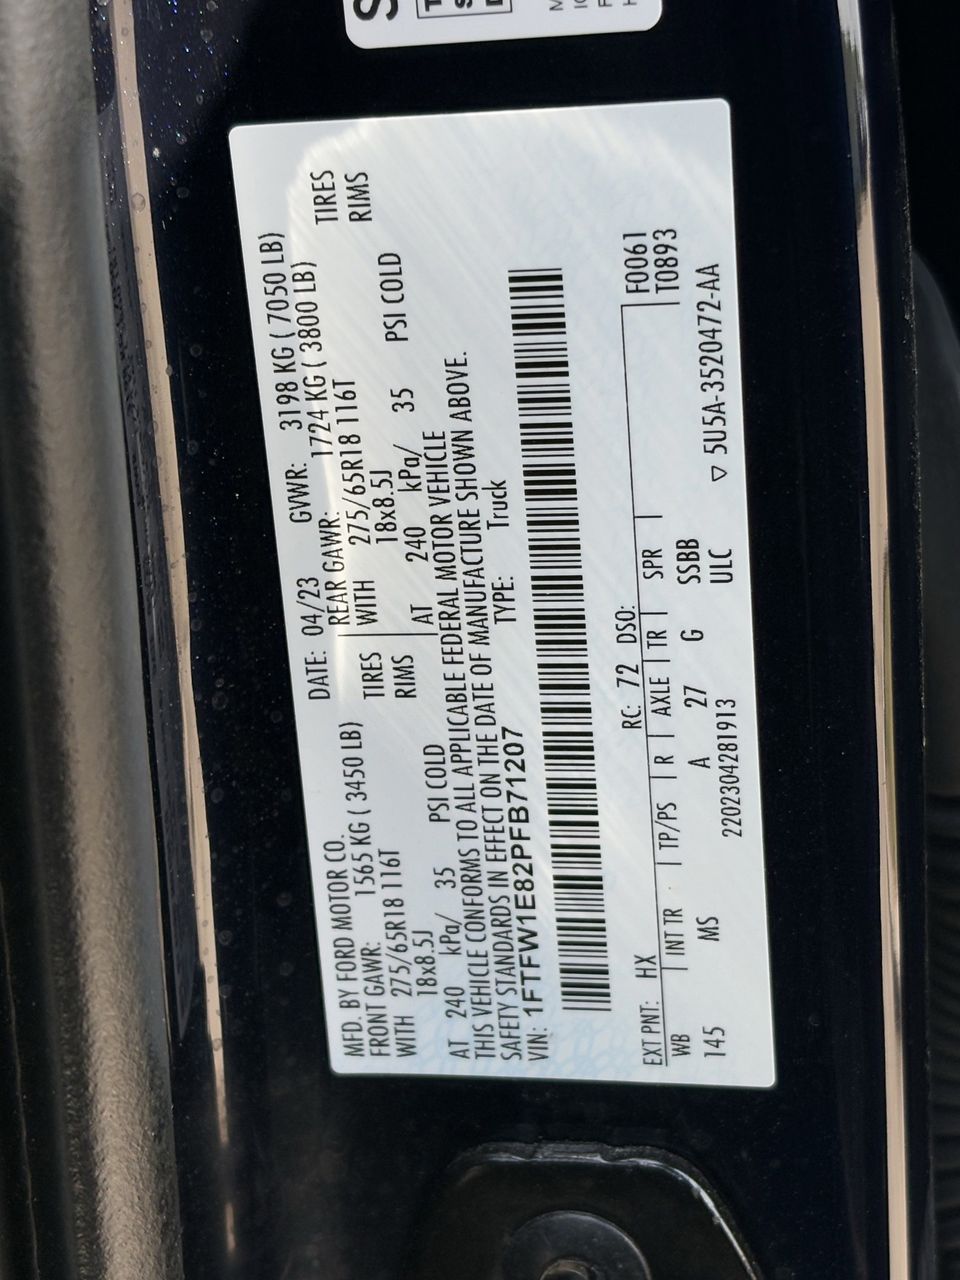 MFD. BY FORD MOTOR CO.
DATE: 04/23 GVWR: 3198 KG ( 7050 LB)
FRONT GAWR: 1565 KG ( 3450 LB)
REAR GAWR: 1724 KG ( 3800 LB)
WITH 275/65R18 116T TIRES
WITH 275/65R18 116T TIRES
18x8.5J RIMS
18x8.5J RIMS
AT 240 kPa/ 35 PSI COLD
AT 240 kPa/ 35 PSI COLD
THIS VEHICLE CONFORMS TO ALL APPLICABLE FEDERAL MOTOR VEHICLE
SAFETY STANDARDS IN EFFECT ON THE DATE OF MANUFACTURE SHOWN ABOVE.
VIN: 1FTFW1E82PFB71207 TYPE: Truck
EXT PNT: HX RC: 72 DSO: F0061
WB INT TR TP/PS R AXLE TR SPR T0893
145 MS A 27 G SSBB
2202304281913 ULC ▽ 5U5A-3520472-AA